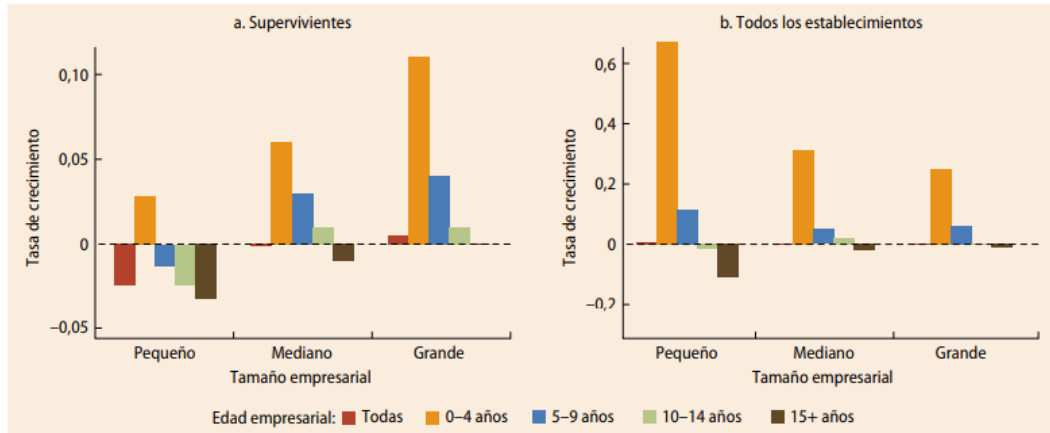 a. Supervivientes
Tasa de crecimiento
0,10
0,05
0
–0,05
Pequeño Mediano Grande
Tamaño empresarial
b. Todos los establecimientos
Tasa de crecimiento
0,6
0,4
0,2
0
–0,2
Pequeño Mediano Grande
Tamaño empresarial
Edad empresarial: Todas 0–4 años 5–9 años 10–14 años 15+ años